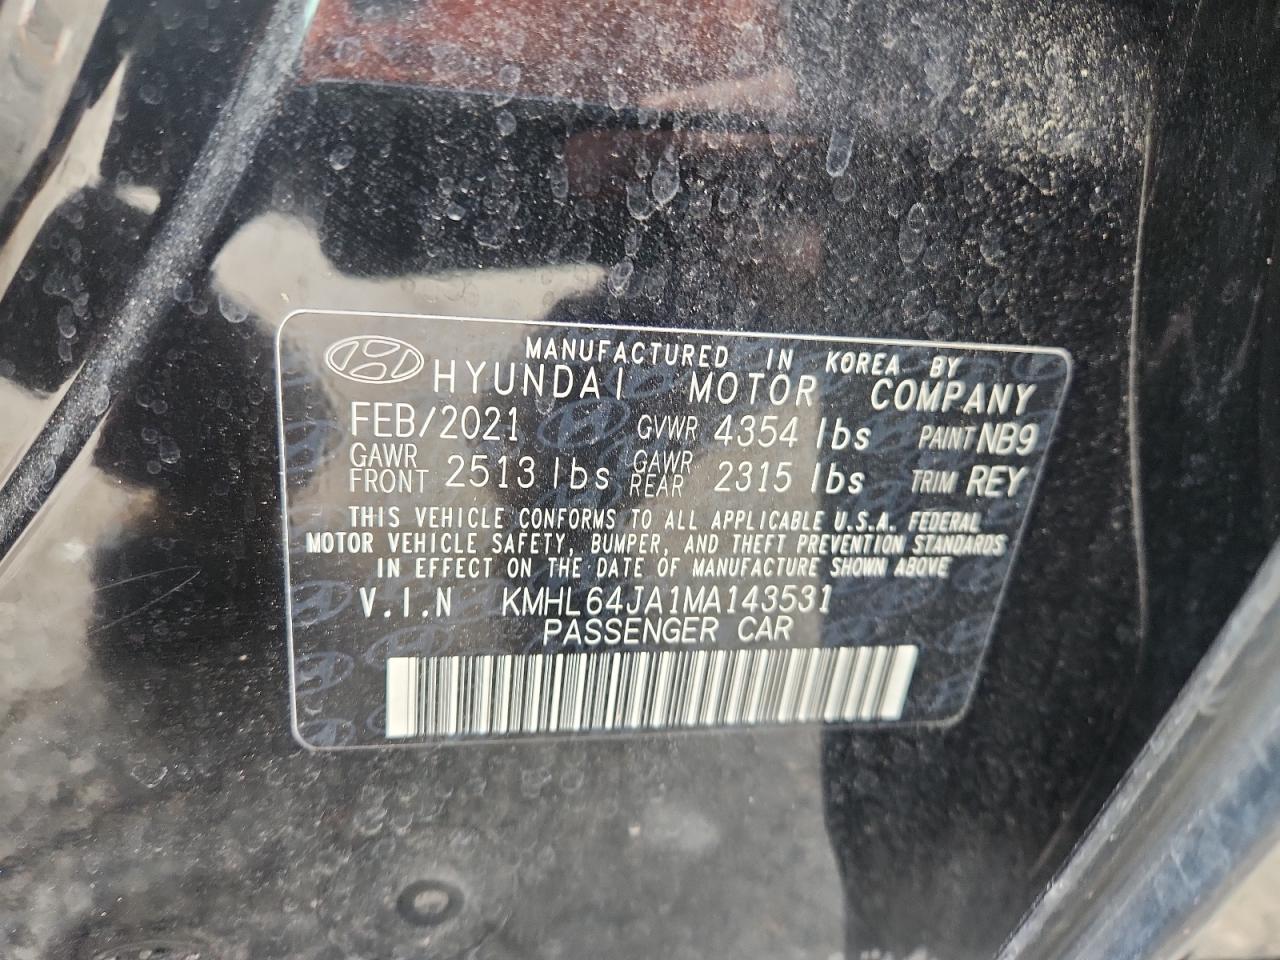 MANUFACTURED IN KOREA BY
HYUNDAI MOTOR COMPANY
FEB/2021 GVWR 4354 lbs PAINT NB9
GAWR FRONT 2513 lbs GAWR REAR 2315 lbs TRIM REY
THIS VEHICLE CONFORMS TO ALL APPLICABLE U.S.A. FEDERAL
MOTOR VEHICLE SAFETY, BUMPER, AND THEFT PREVENTION STANDARDS
IN EFFECT ON THE DATE OF MANUFACTURE SHOWN ABOVE
V.I.N KMHL64JA1MA143531
PASSENGER CAR